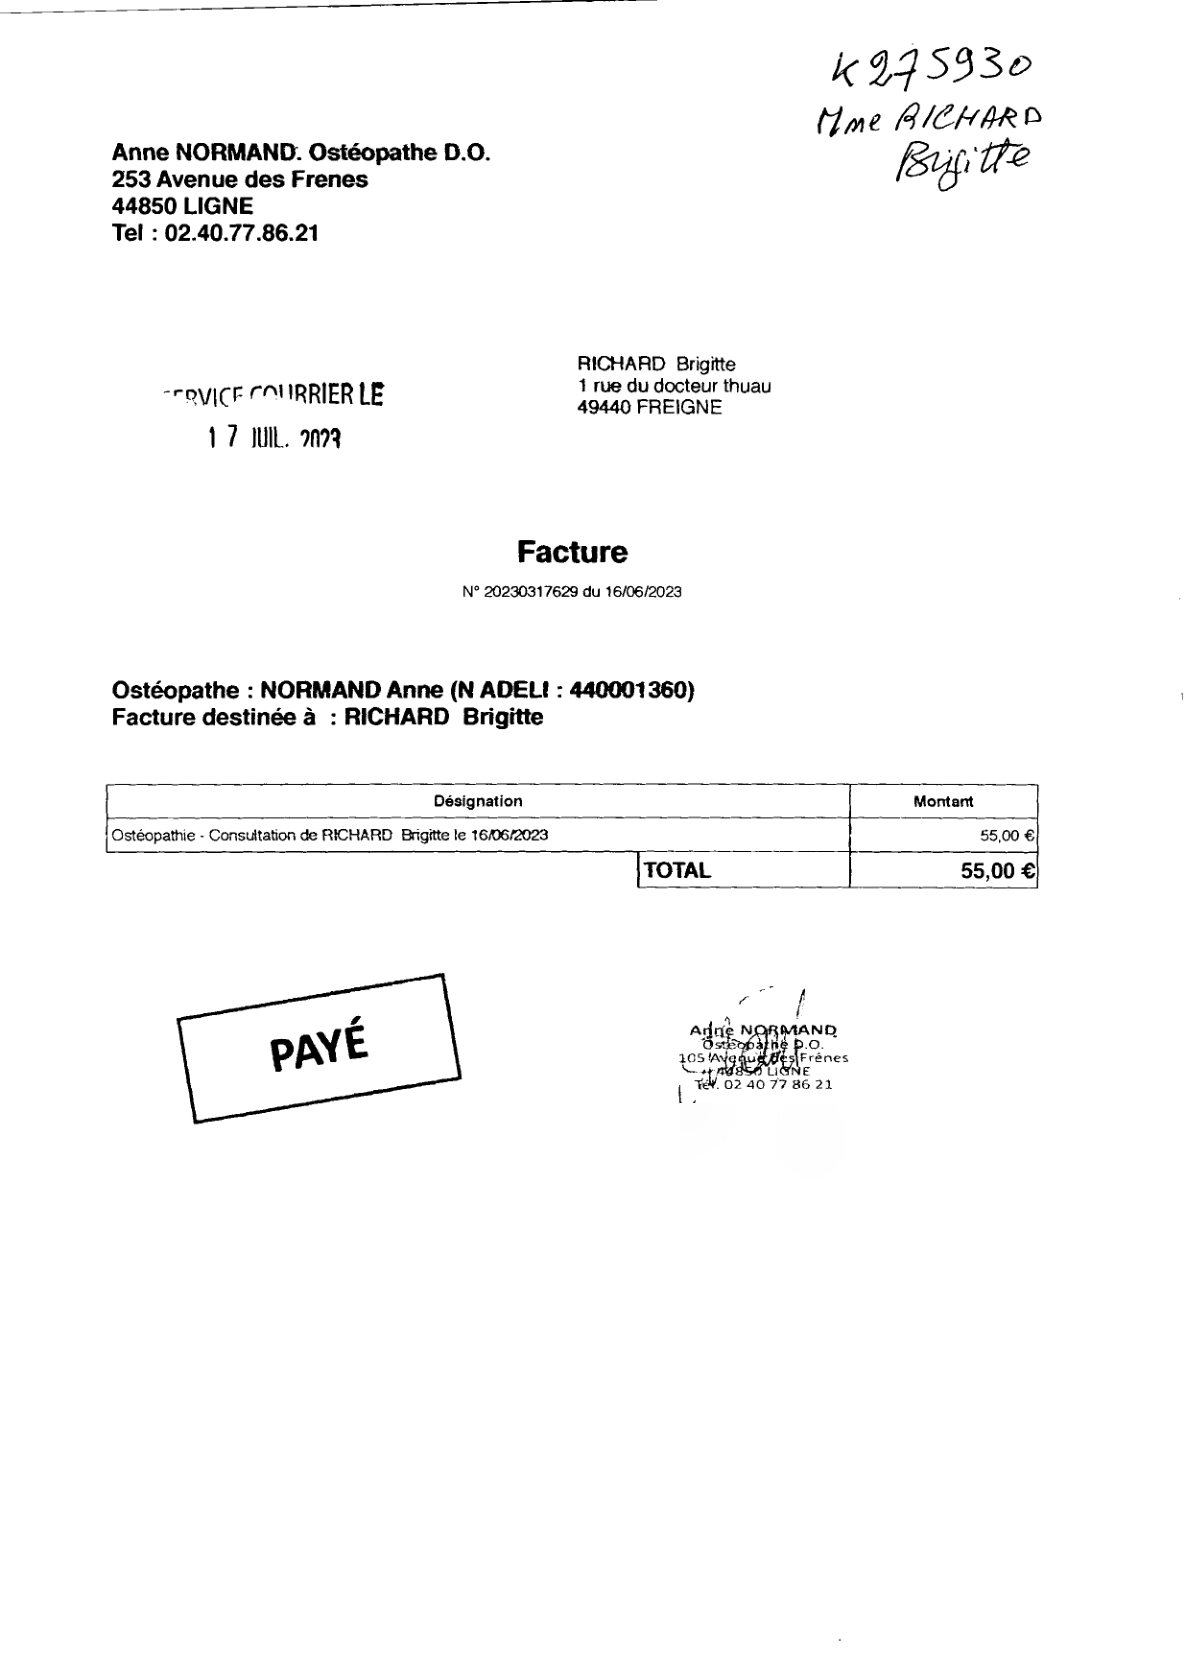 K275930
Mme RICHARD
Brigitte
Anne NORMAND. Ostéopathe D.O.
253 Avenue des Frenes
44850 LIGNE
Tel : 02.40.77.86.21
RICHARD Brigitte
1 rue du docteur thuau
49440 FREIGNE
SERVICE COURRIER LE
17 JUIL. 2023
Facture
N° 20230317629 du 16/06/2023
Ostéopathe : NORMAND Anne (N ADELI : 440001360)
Facture destinée à : RICHARD Brigitte
Désignation Montant
Ostéopathie - Consultation de RICHARD Brigitte le 16/06/2023 55,00 €
TOTAL 55,00 €
PAYÉ
Anne NORMAND
Ostéopathe D.O.
105 Avenue des Frênes
44850 LIGNE
Tél. 02 40 77 86 21